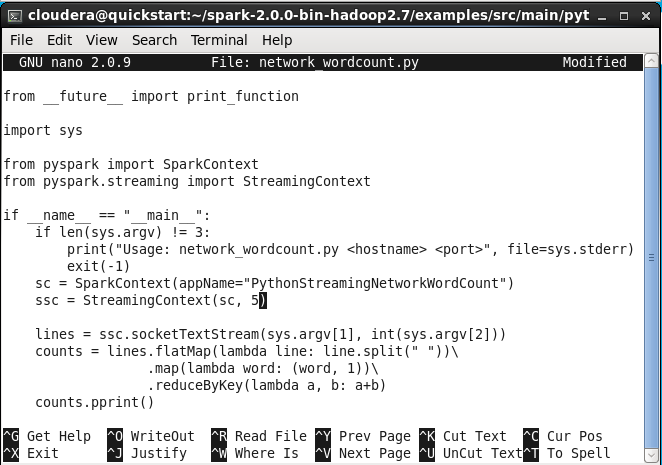 cloudera@quickstart:~/spark-2.0.0-bin-hadoop2.7/examples/src/main/pyt
File Edit View Search Terminal Help
GNU nano 2.0.9 File: network_wordcount.py Modified
from __future__ import print_function
import sys
from pyspark import SparkContext
from pyspark.streaming import StreamingContext
if __name__ == "__main__":
    if len(sys.argv) != 3:
        print("Usage: network_wordcount.py <hostname> <port>", file=sys.stderr)
        exit(-1)
    sc = SparkContext(appName="PythonStreamingNetworkWordCount")
    ssc = StreamingContext(sc, 5)
    lines = ssc.socketTextStream(sys.argv[1], int(sys.argv[2]))
    counts = lines.flatMap(lambda line: line.split(" "))\
                  .map(lambda word: (word, 1))\
                  .reduceByKey(lambda a, b: a+b)
    counts.pprint()
^G Get Help ^O WriteOut ^R Read File ^Y Prev Page ^K Cut Text ^C Cur Pos
^X Exit ^J Justify ^W Where Is ^V Next Page ^U UnCut Text ^T To Spell